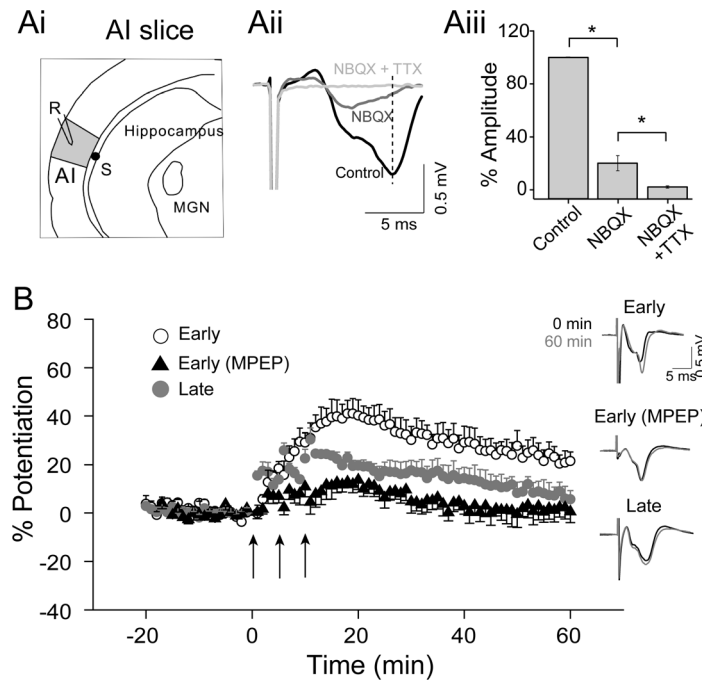 Ai
AI slice
R
Hippocampus
AI
S
MGN
Aii
NBQX + TTX
NBQX
Control
0.5 mV
5 ms
Aiii
% Amplitude
120
80
40
0
*
*
Control
NBQX
NBQX
+TTX
B
% Potentiation
80
60
40
20
0
-20
-40
Early
Early (MPEP)
Late
-20
0
20
40
60
Time (min)
Early
0 min
60 min
0.5mV
5 ms
Early (MPEP)
Late